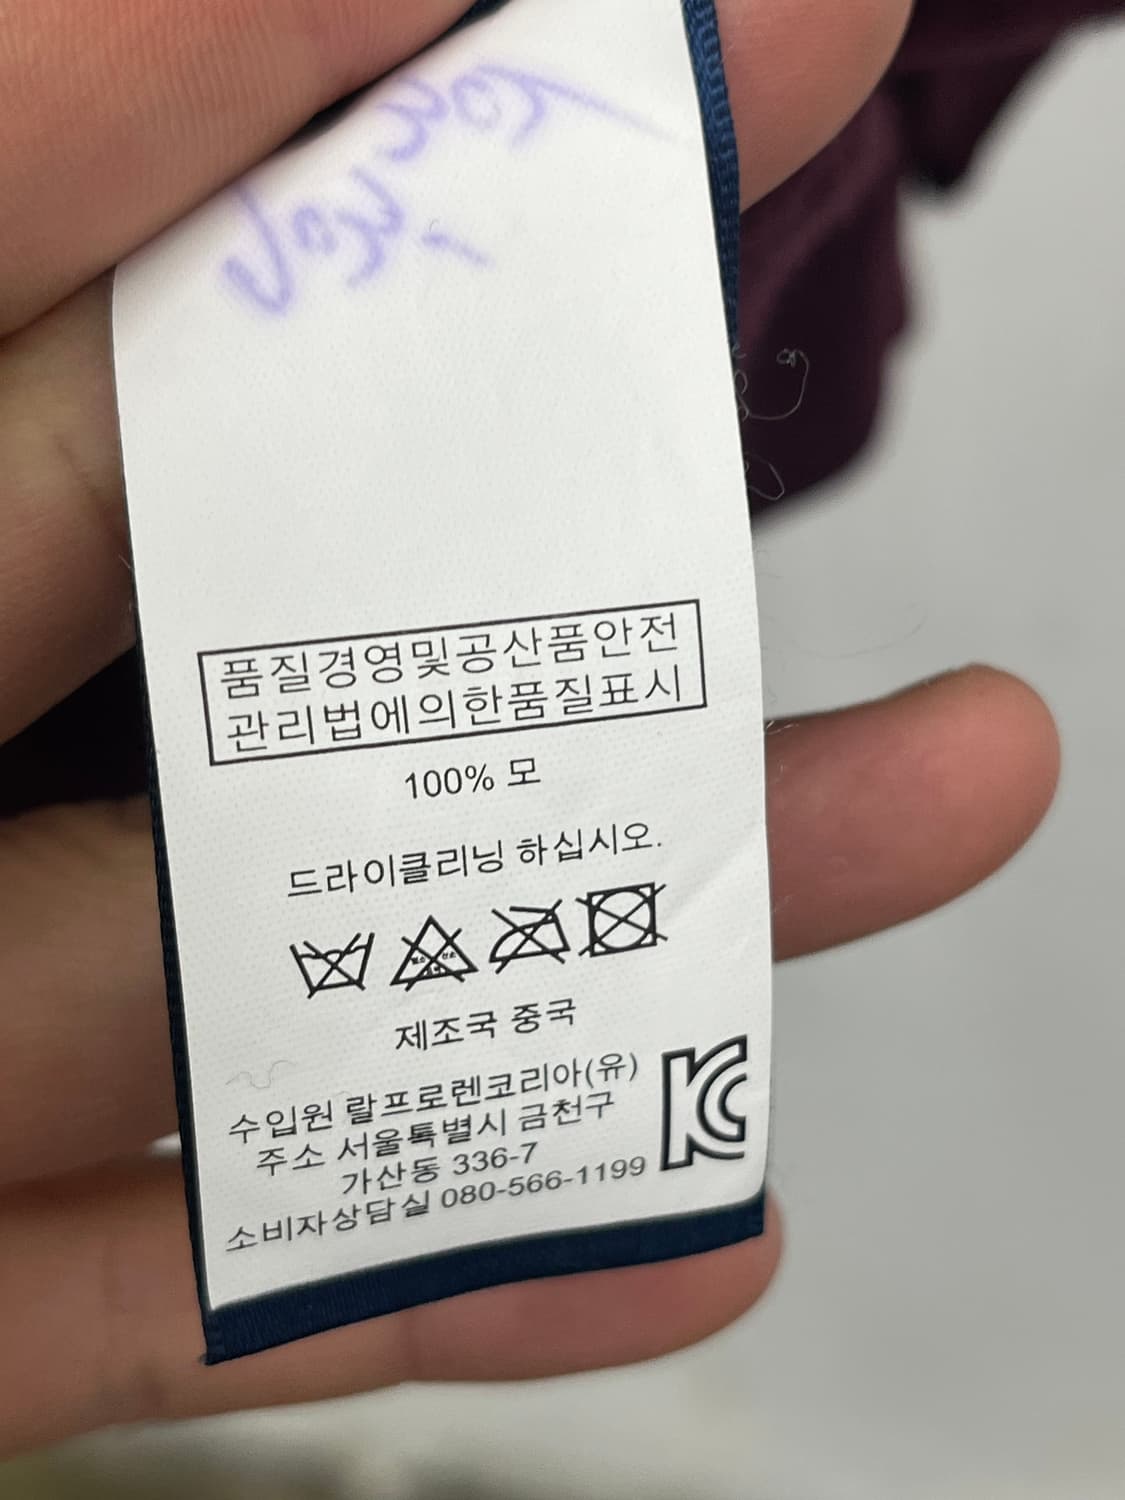 품질경영및공산품안전
관리법에의한품질표시
100% 모
드라이클리닝 하십시오.
제조국 중국
수입원 랄프로렌코리아(유)
주소 서울특별시 금천구
가산동 336-7
소비자상담실 080-566-1199
KC